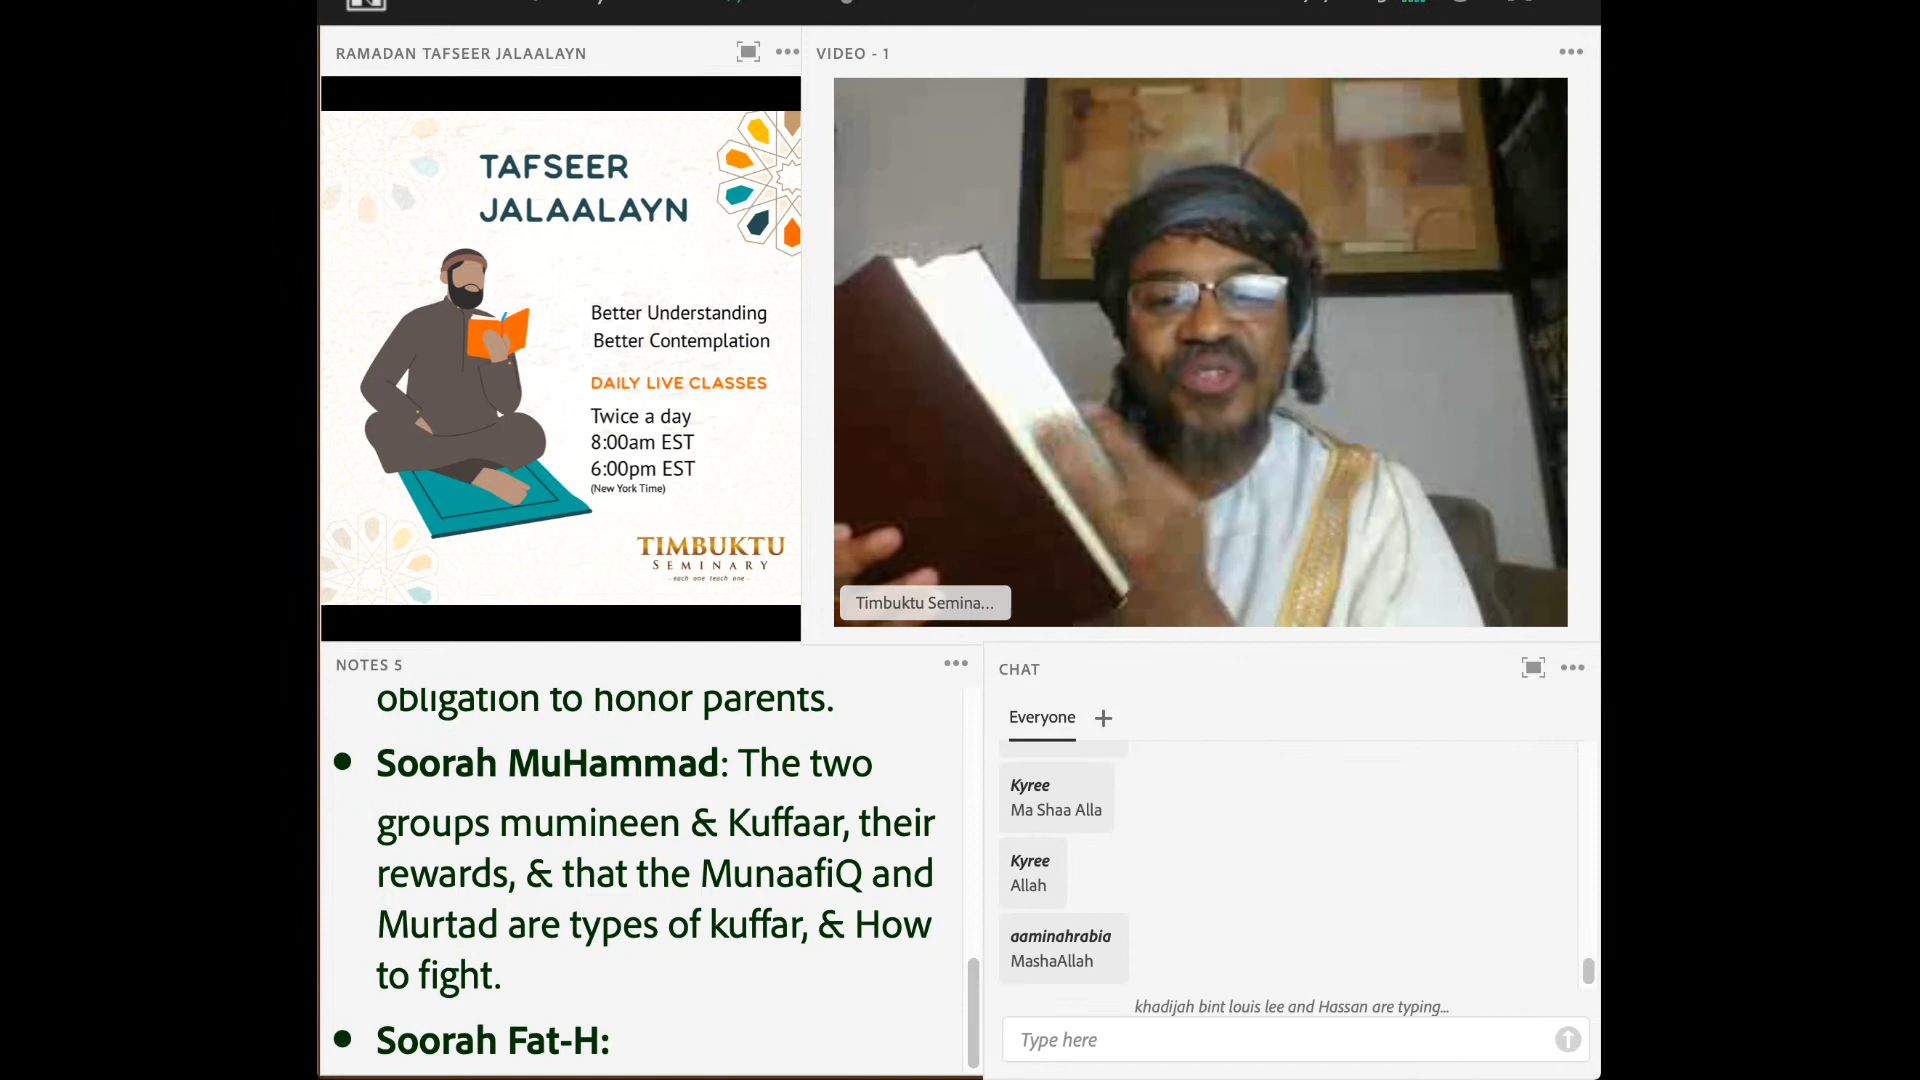 RAMADAN TAFSEER JALAALAYN
VIDEO - 1
TAFSEER
JALAALAYN
Better Understanding
Better Contemplation
DAILY LIVE CLASSES
Twice a day
8:00am EST
6:00pm EST
(New York Time)
TIMBUKTU
SEMINARY
- each one teach one -
Timbuktu Semina...
NOTES 5
obligation to honor parents.
• Soorah MuHammad: The two
groups mumineen & Kuffaar, their
rewards, & that the MunaafiQ and
Murtad are types of kuffar, & How
to fight.
• Soorah Fat-H:
CHAT
Everyone +
Kyree
Ma Shaa Alla
Kyree
Allah
aaminahrabia
MashaAllah
khadijah bint louis lee and Hassan are typing...
Type here